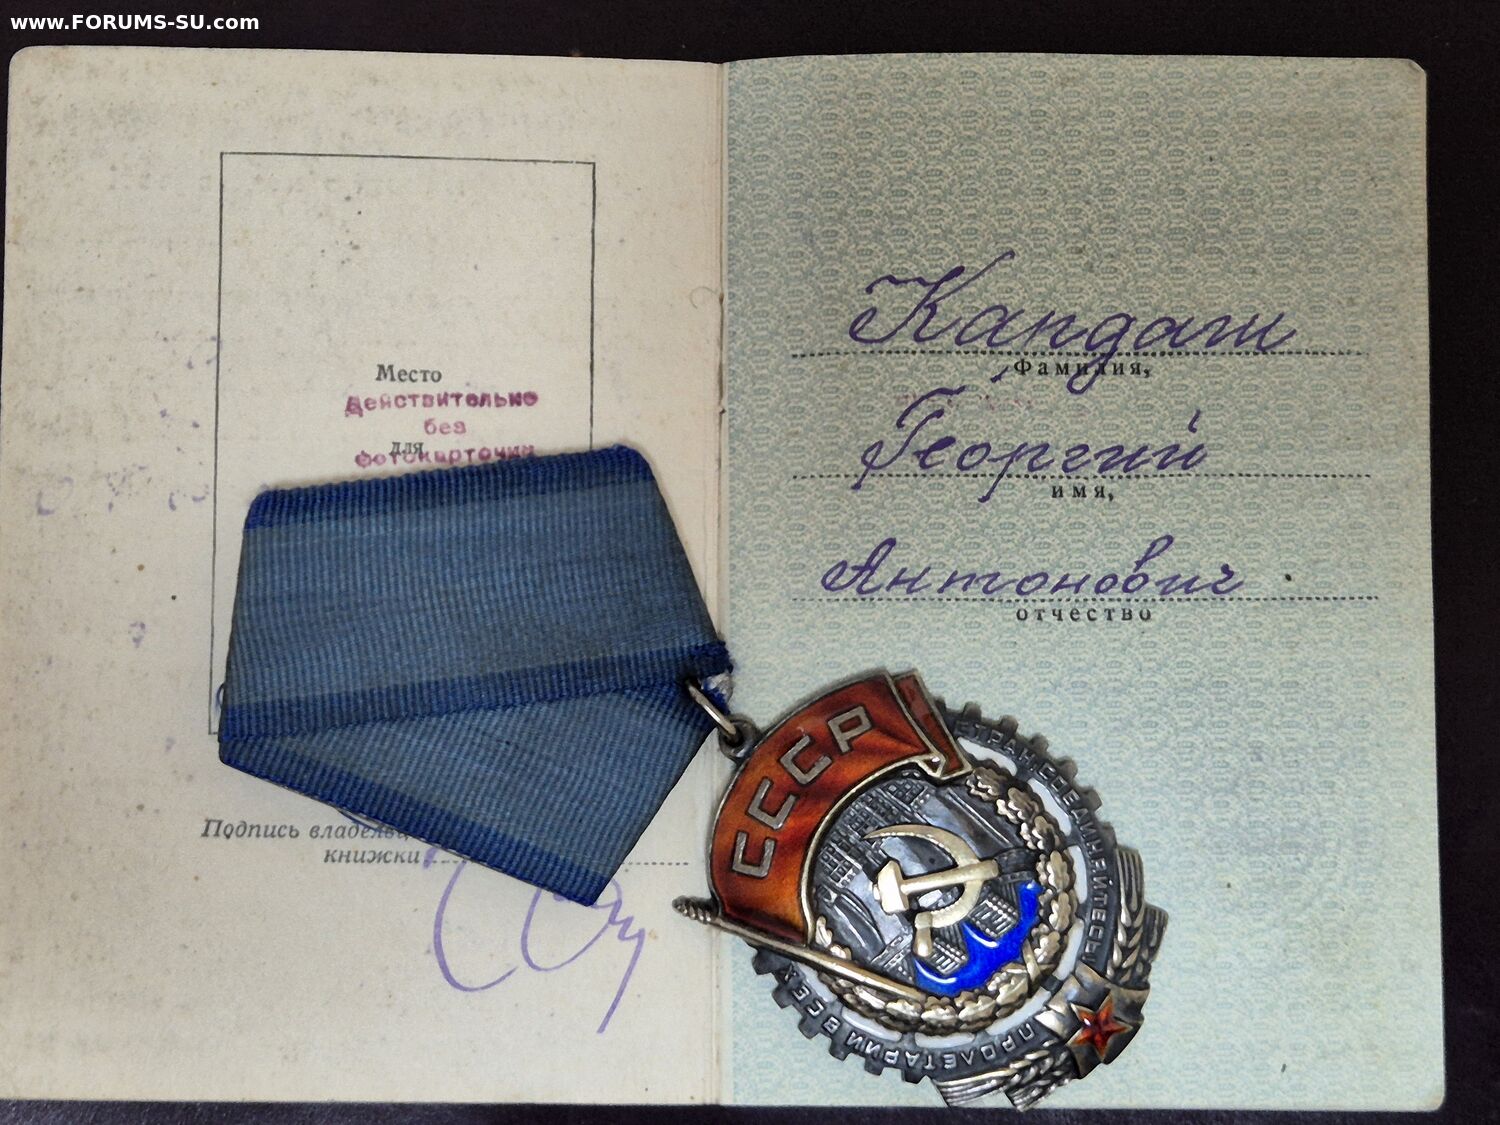 www.FORUMS-SU.com
Место
Действительно
без
для
фотокарточки
Подпись владельца
книжки
Кандаш
Фамилия,
Георгий
имя,
Антонович
отчество
СССР
ПРОЛЕТАРИИ ВСЕХ СТРАН СОЕДИНЯЙТЕСЬ